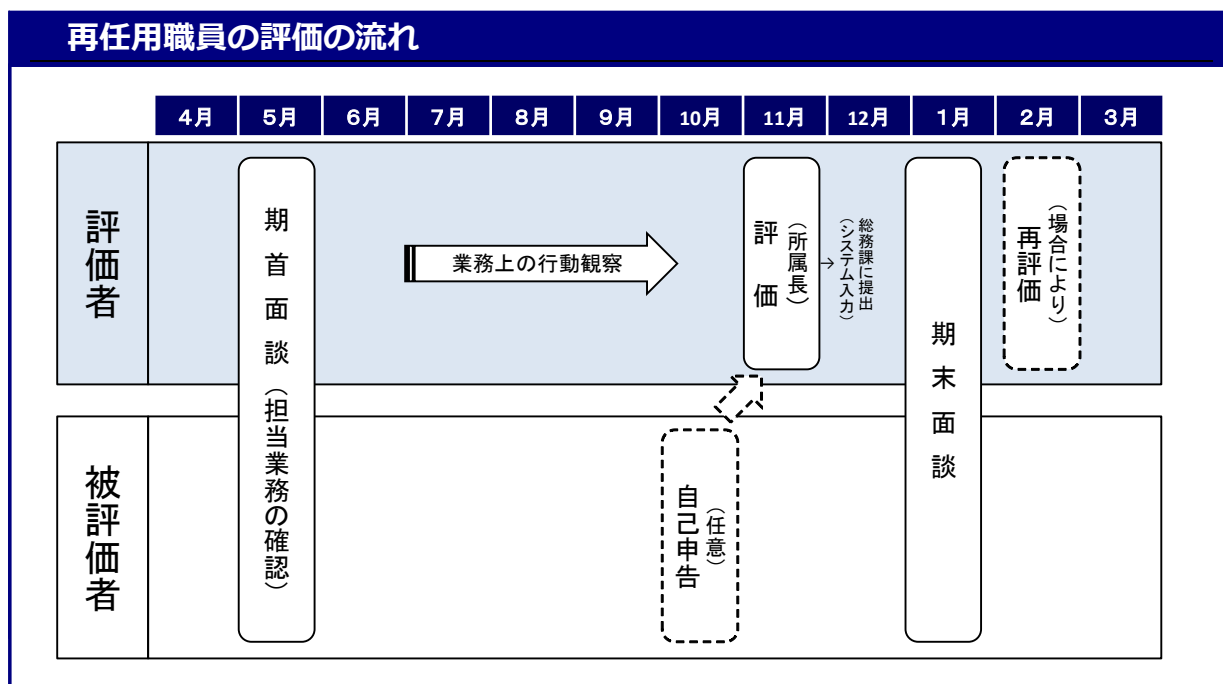 再任用職員の評価の流れ
４月
５月
６月
７月
８月
９月
10月
11月
12月
１月
２月
３月
評価者
期首面談（担当業務の確認）
業務上の行動観察
評価
（所属長）
→
総務課に提出
（システム入力）
期末面談
（場合により）
再評価
被評価者
（任意）
自己申告